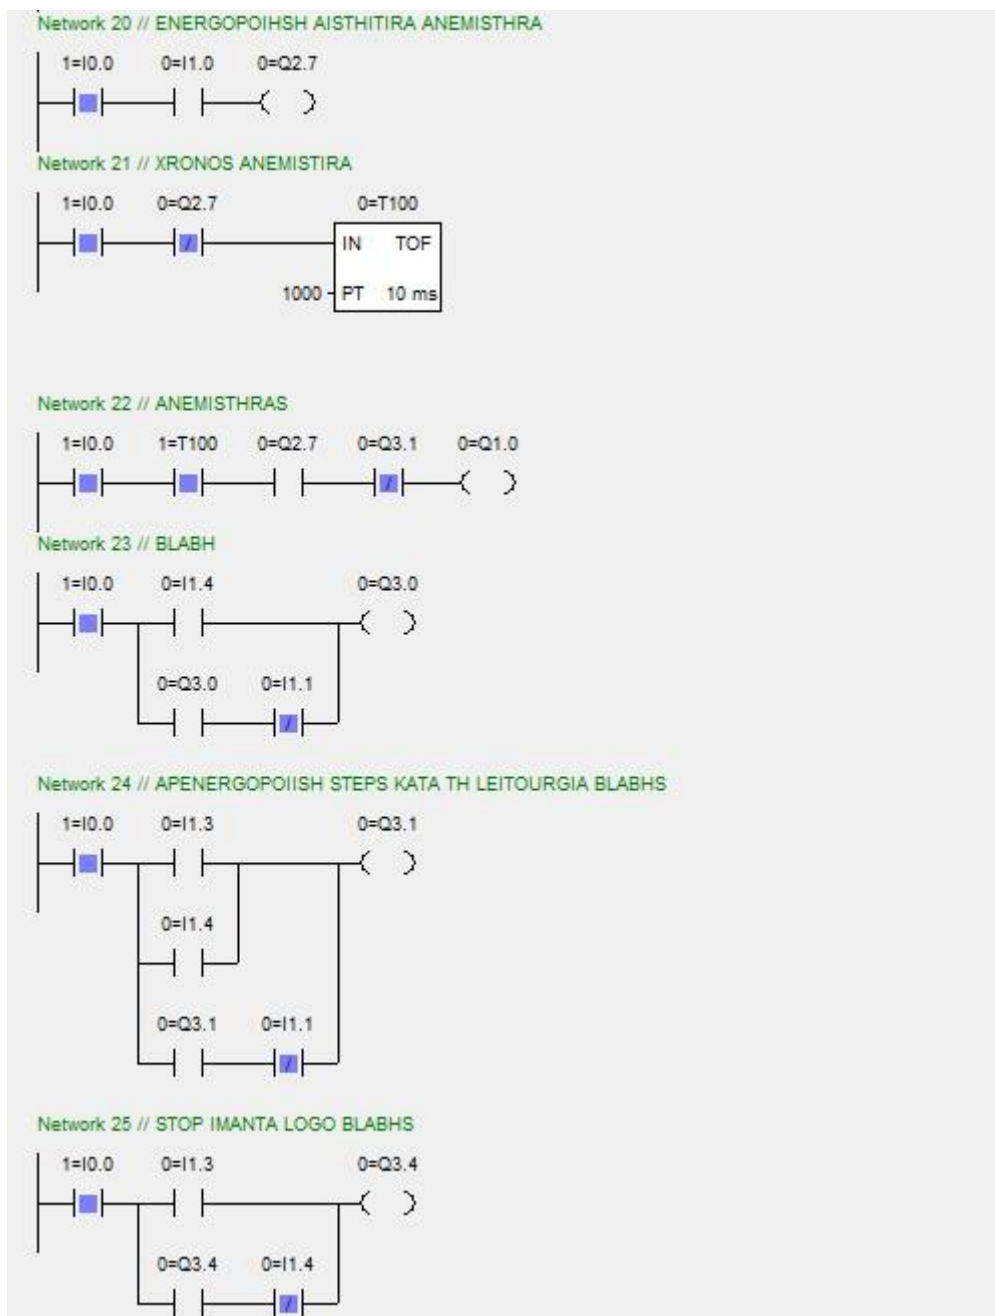 Network 20 // ENERGOPOIHSH AISTHITIRA ANEMISTHRA
1=I0.0 0=I1.0 0=Q2.7
Network 21 // XRONOS ANEMISTIRA
1=I0.0 0=Q2.7 0=T100
/ IN TOF
1000 PT 10 ms
Network 22 // ANEMISTHRAS
1=I0.0 1=T100 0=Q2.7 0=Q3.1 0=Q1.0
/
Network 23 // BLABH
1=I0.0 0=I1.4 0=Q3.0
0=Q3.0 0=I1.1
/
Network 24 // APENERGOPOIISH STEPS KATA TH LEITOURGIA BLABHS
1=I0.0 0=I1.3 0=Q3.1
0=I1.4
0=Q3.1 0=I1.1
/
Network 25 // STOP IMANTA LOGO BLABHS
1=I0.0 0=I1.3 0=Q3.4
0=Q3.4 0=I1.4
/